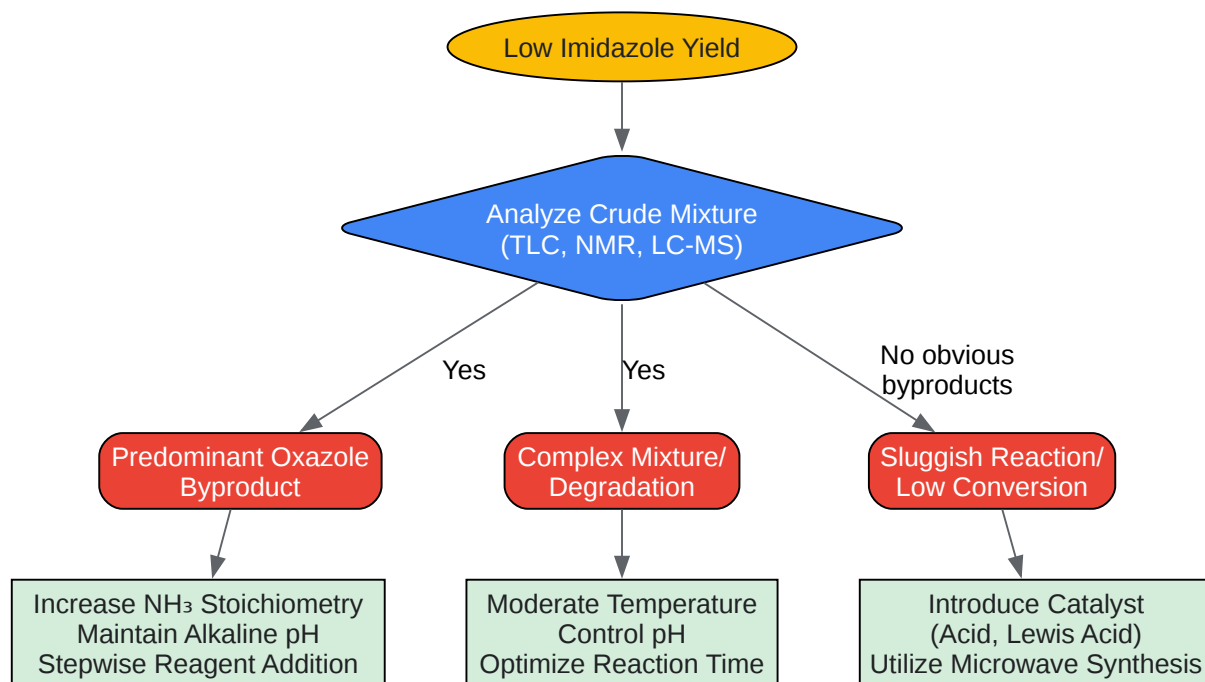 Low Imidazole Yield
Analyze Crude Mixture
(TLC, NMR, LC-MS)
Yes
Yes
No obvious
byproducts
Predominant Oxazole
Byproduct
Complex Mixture/
Degradation
Sluggish Reaction/
Low Conversion
Increase NH₃ Stoichiometry
Maintain Alkaline pH
Stepwise Reagent Addition
Moderate Temperature
Control pH
Optimize Reaction Time
Introduce Catalyst
(Acid, Lewis Acid)
Utilize Microwave Synthesis